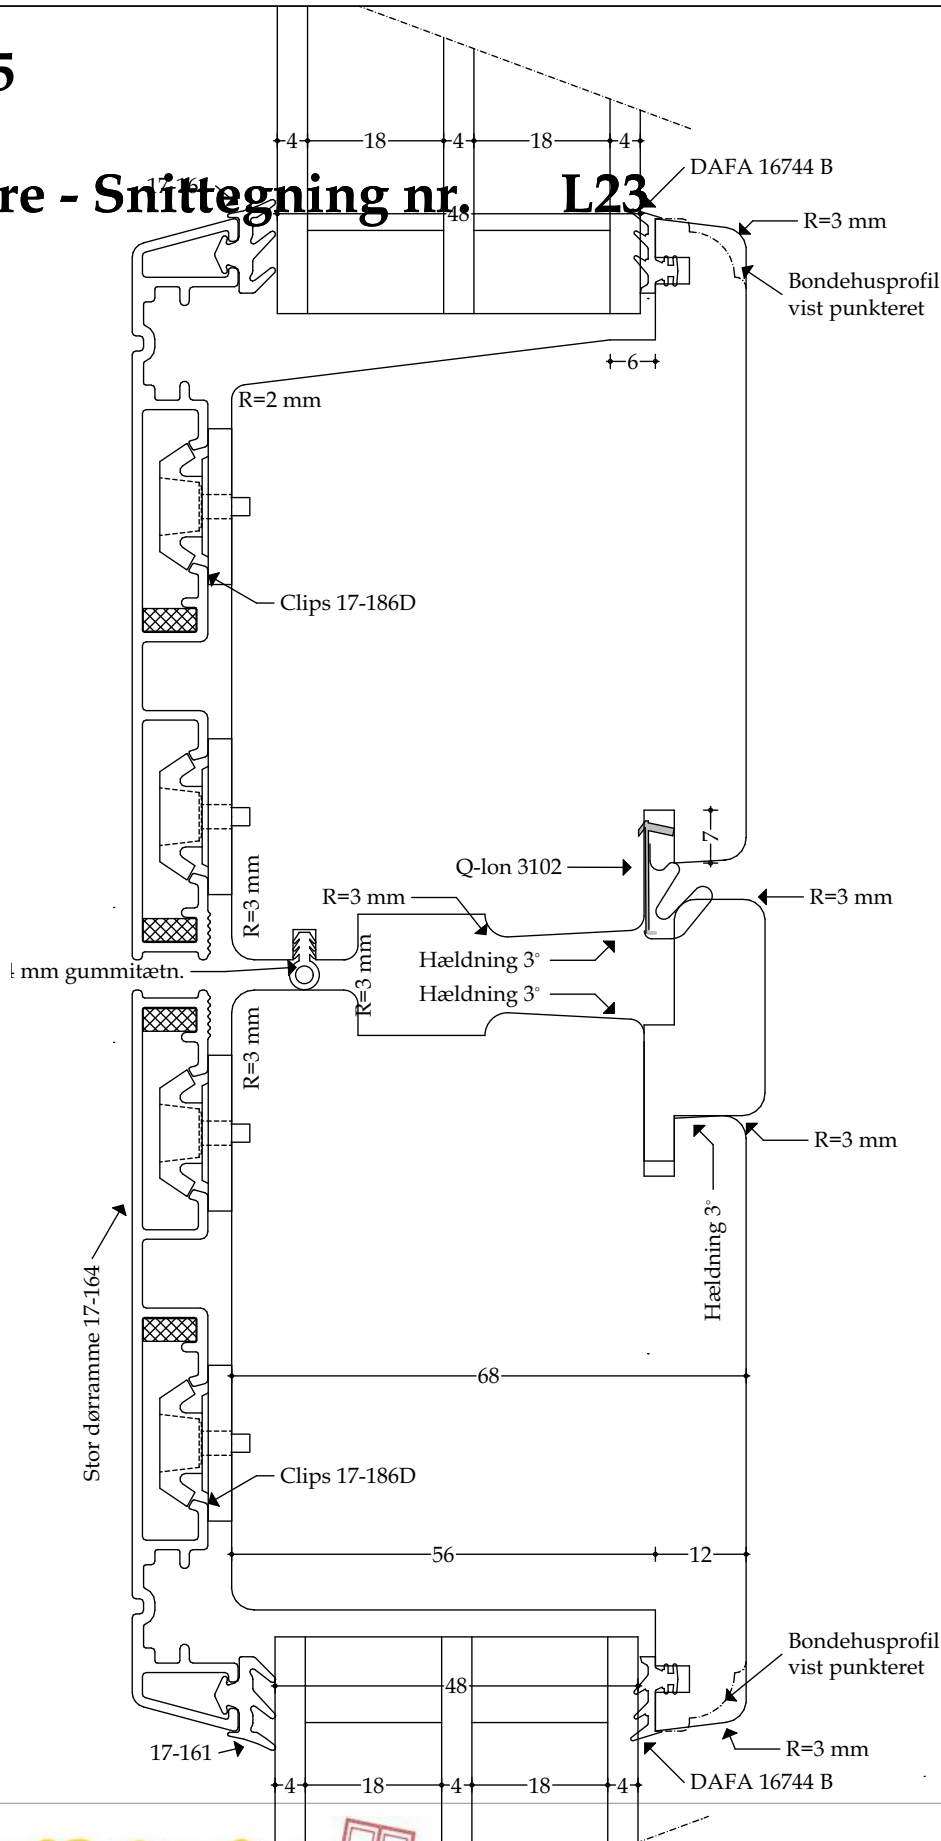 5
4 18 4 18 4
DAFA 16744 B
17-161
re - Snittegning nr. L23
48
R=3 mm
Bondehusprofil
vist punkteret
6
R=2 mm
Clips 17-186D
7
Q-lon 3102
R=3 mm
R=3 mm
R=3 mm
Hældning 3°
mm gummitætn.
R=3 mm
Hældning 3°
R=3 mm
R=3 mm
Hældning 3°
Stor dørramme 17-164
68
Clips 17-186D
56 12
Bondehusprofil
vist punkteret
48
17-161
R=3 mm
DAFA 16744 B
4 18 4 18 4